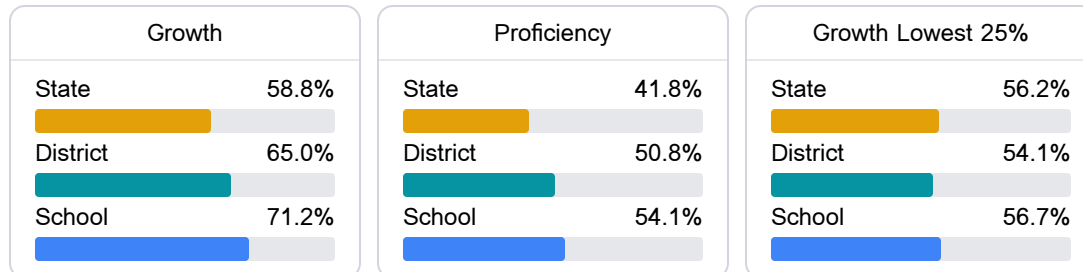 Growth
State 58.8%
District 65.0%
School 71.2%
Proficiency
State 41.8%
District 50.8%
School 54.1%
Growth Lowest 25%
State 56.2%
District 54.1%
School 56.7%